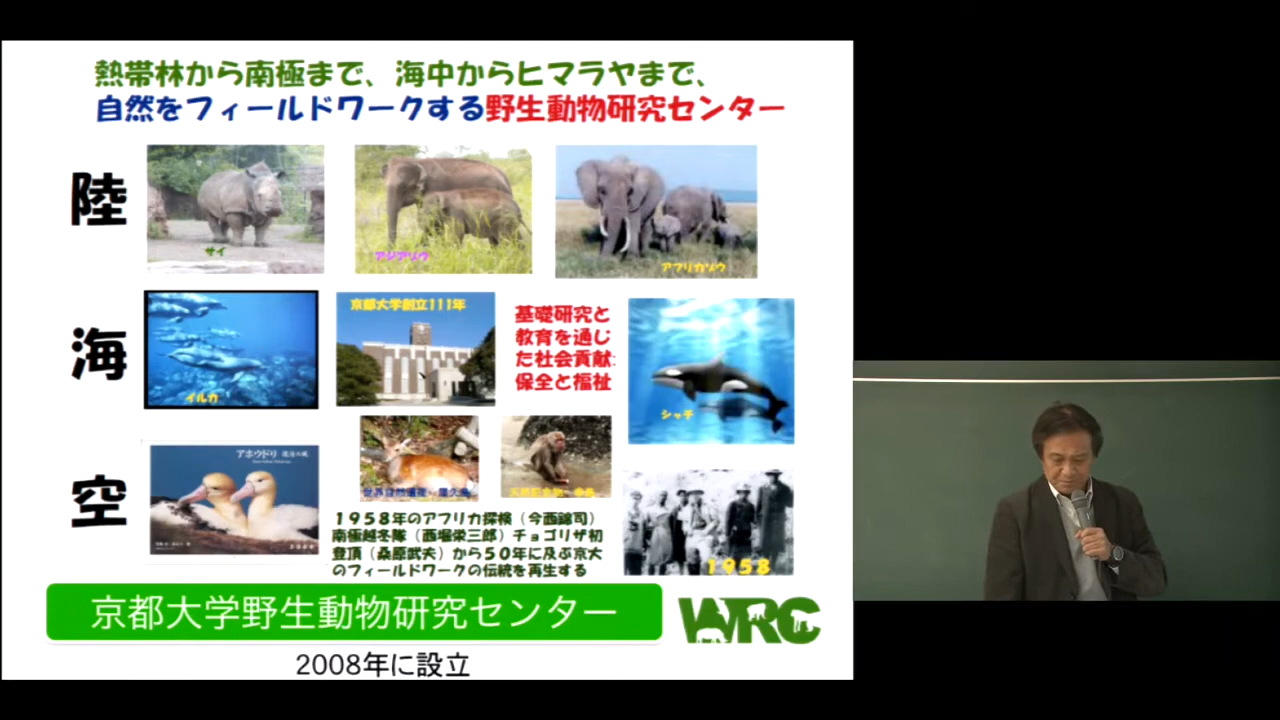 熱帯林から南極まで、海中からヒマラヤまで、
自然をフィールドワークする野生動物研究センター
陸
サイ
アジアゾウ
アフリカゾウ
海
イルカ
京都大学創立111年
基礎研究と
教育を通じ
た社会貢献:
保全と福祉
シャチ
空
アホウドリ
世界自然遺産 屋久島
1958年のアフリカ探検(今西錦司)
南極越冬隊(西堀栄三郎)チョゴリザ初
登頂(桑原武夫)から50年に及ぶ京大
のフィールドワークの伝統を再生する
1958
京都大学野生動物研究センター
WRC
2008年に設立